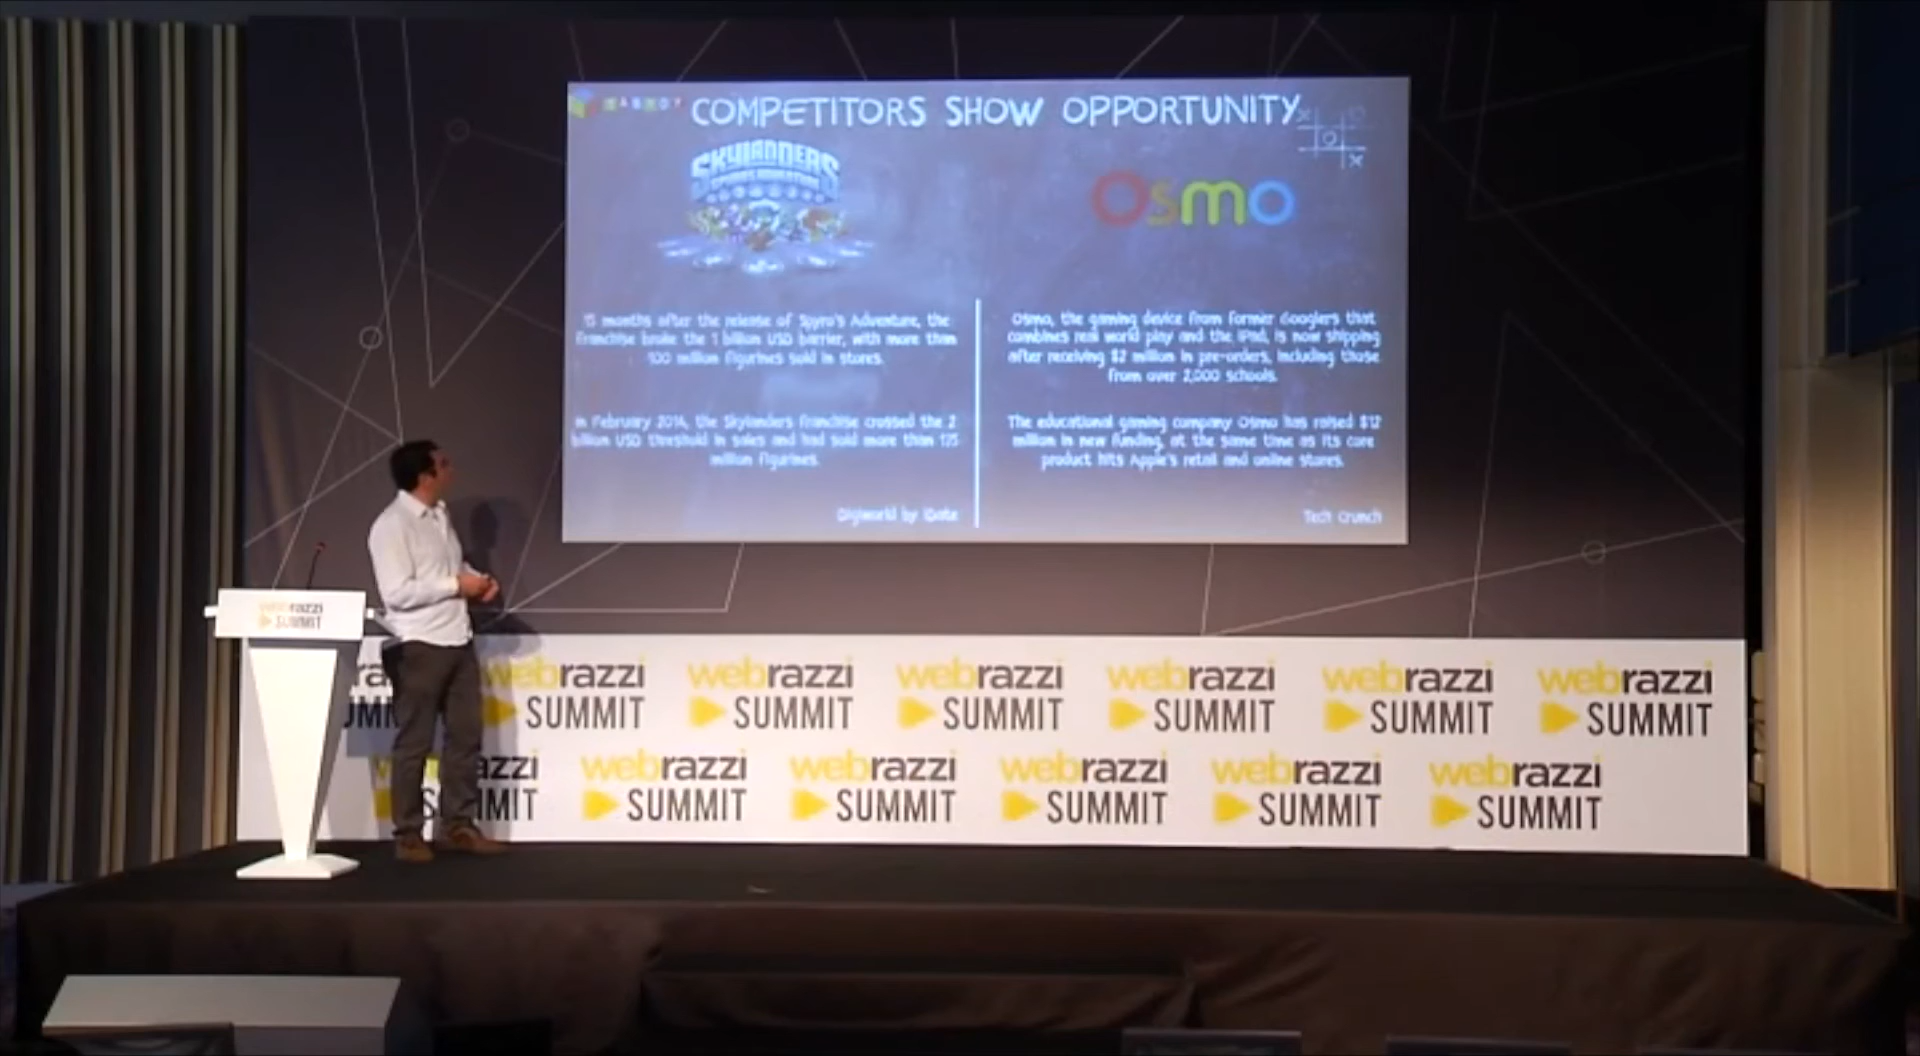 COMPETITORS SHOW OPPORTUNITY
SKYLANDERS
Osmo
15 months after the release of Spyro's Adventure, the
franchise broke the 1 billion USD barrier, with more than
100 million figurines sold in stores.
In February 2014, the Skylanders franchise crossed the 2
billion USD threshold in sales and had sold more than 175
million figurines.
Digiworld by iDate
Osmo, the gaming device from former Googlers that
combines real world play and the iPad, is now shipping
after receiving $2 million in pre-orders, including those
from over 2,000 schools.
The educational gaming company Osmo has raised $12
million in new funding, at the same time as its core
product hits Apple's retail and online stores.
Tech Crunch
webrazzi
SUMMIT
webrazzi webrazzi webrazzi webrazzi webrazzi webrazzi
SUMMIT SUMMIT SUMMIT SUMMIT SUMMIT SUMMIT
azzi webrazzi webrazzi webrazzi webrazzi webrazzi
SUMMIT SUMMIT SUMMIT SUMMIT SUMMIT SUMMIT